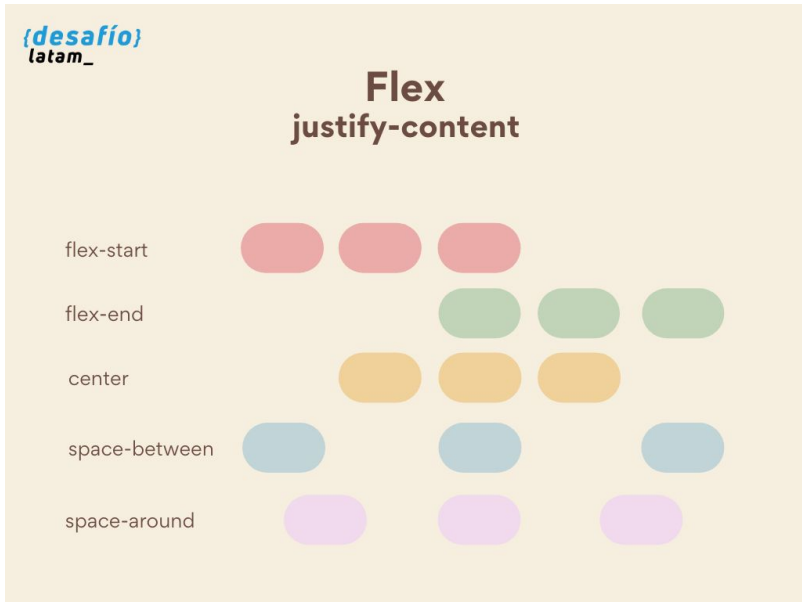 {desafío}
latam_
Flex
justify-content
flex-start
flex-end
center
space-between
space-around